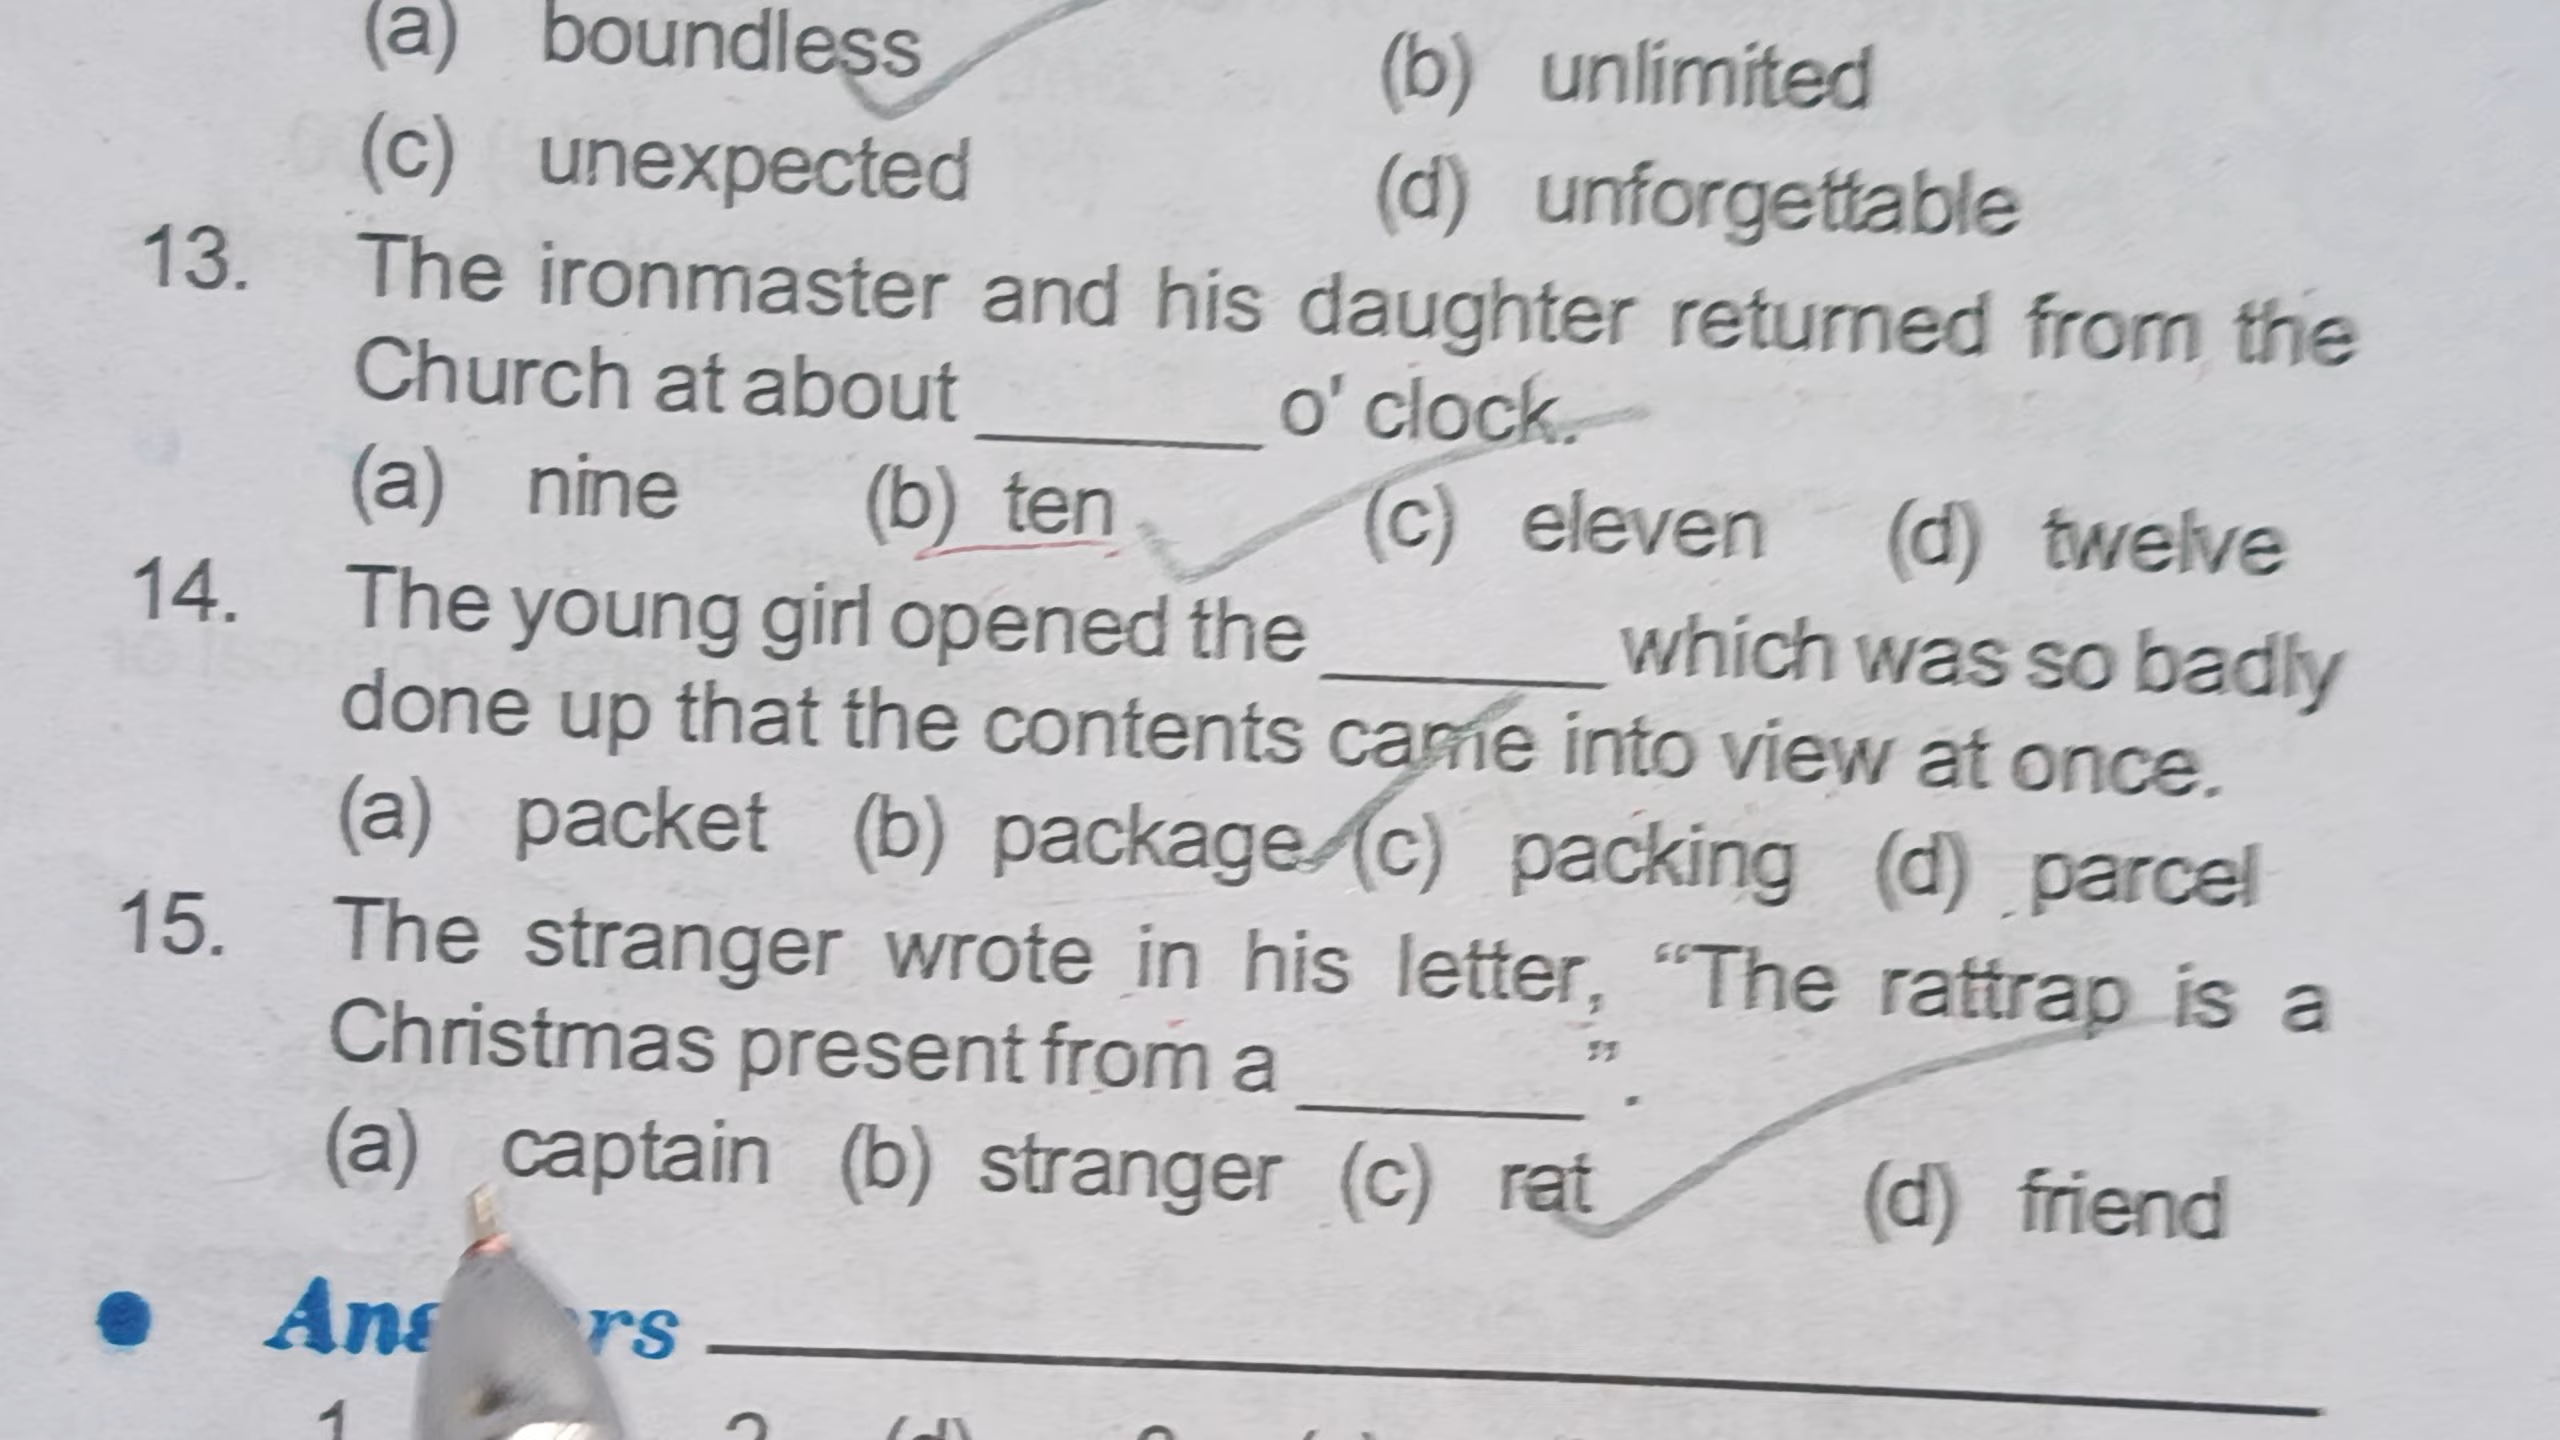 (a) boundless (b) unlimited
(c) unexpected (d) unforgettable
13. The ironmaster and his daughter returned from the
Church at about ______ o' clock.
(a) nine (b) ten (c) eleven (d) twelve
14. The young girl opened the ______ which was so badly
done up that the contents came into view at once.
(a) packet (b) package (c) packing (d) parcel
15. The stranger wrote in his letter, “The rattrap is a
Christmas present from a ______ ”.
(a) captain (b) stranger (c) rat (d) friend